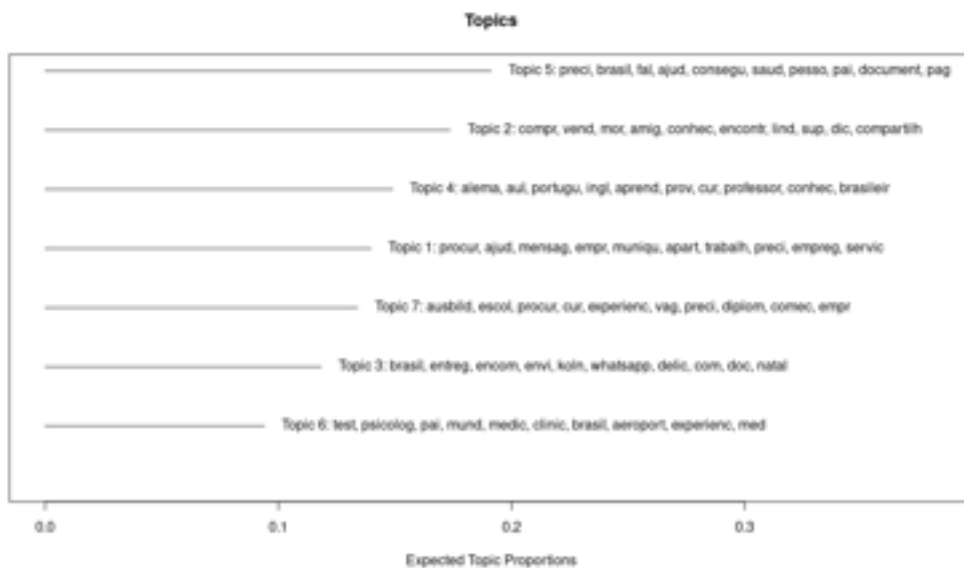 Topics
Topic 5: preci, brasil, fal, ajud, consegu, saud, pesso, pai, document, pag
Topic 2: compr, vend, mor, amig, conhec, encontr, lind, sup, dic, compartilh
Topic 4: alema, aul, portugu, ingl, aprend, prov, cur, professor, conhec, brasileir
Topic 1: procur, ajud, mensag, empr, muniqu, apart, trabalh, preci, empreg, servic
Topic 7: ausbild, escol, procur, cur, experienc, vag, preci, diplom, comec, empr
Topic 3: brasil, entreg, encom, envi, koln, whatsapp, delic, com, doc, natal
Topic 6: test, psicolog, pai, mund, medic, clinic, brasil, aeroport, experienc, med
0.0 0.1 0.2 0.3
Expected Topic Proportions